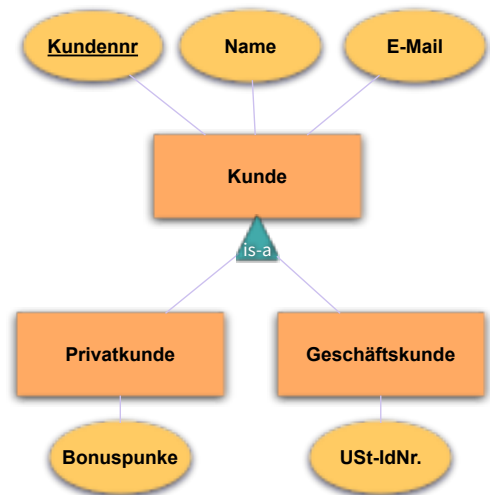 Kundennr
Name
E-Mail
Kunde
is-a
Privatkunde
Geschäftskunde
Bonuspunke
USt-IdNr.